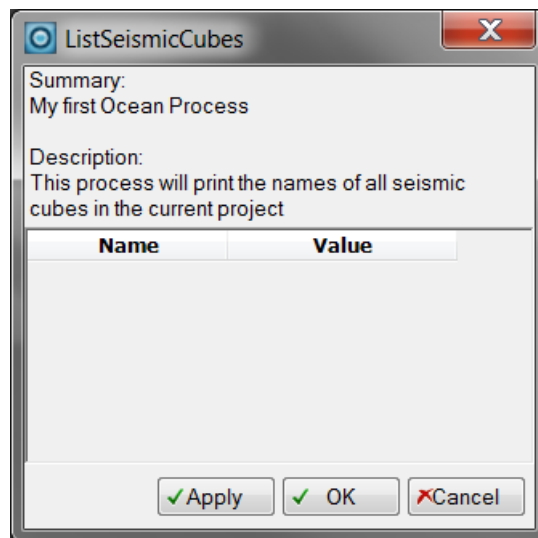 ListSeismicCubes
X
Summary:
My first Ocean Process
Description:
This process will print the names of all seismic
cubes in the current project
Name Value
Apply OK Cancel